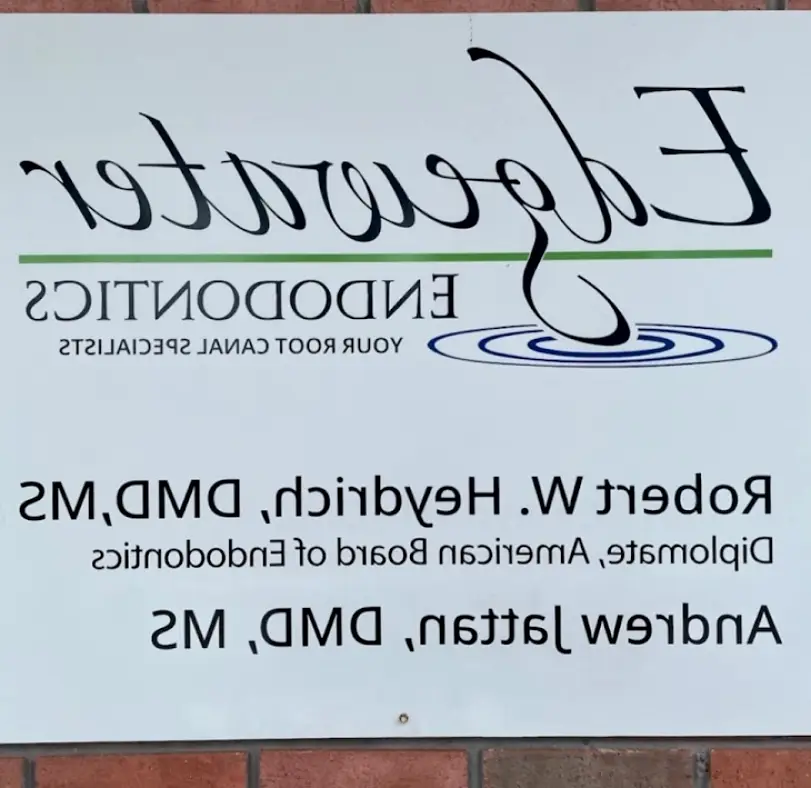 Edgewater
ENDODONTICS
YOUR ROOT CANAL SPECIALISTS
Robert W. Heydrich, DMD,MS
Diplomate, American Board of Endodontics
Andrew Jattan, DMD, MS